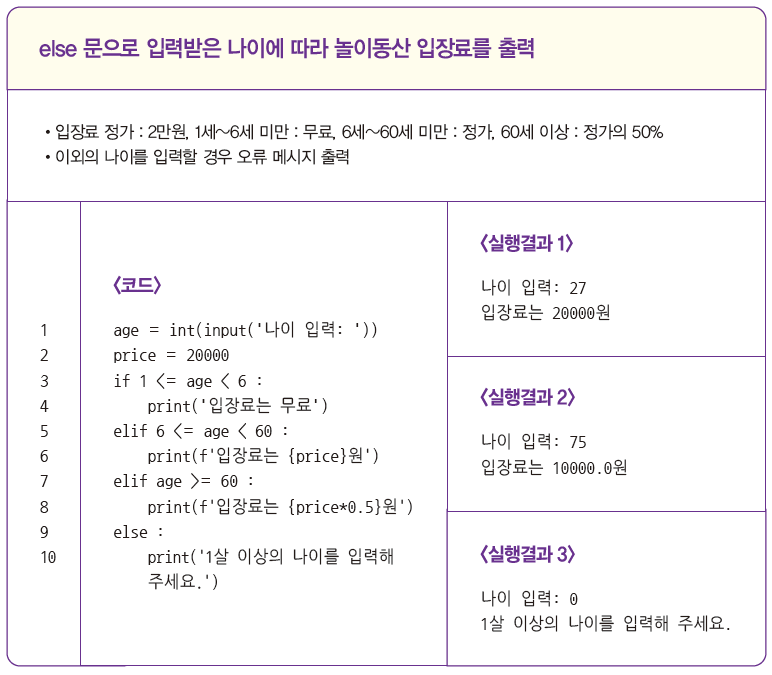 else 문으로 입력받은 나이에 따라 놀이동산 입장료를 출력
• 입장료 정가 : 2만원, 1세~6세 미만 : 무료, 6세~60세 미만 : 정가, 60세 이상 : 정가의 50%
• 이외의 나이를 입력할 경우 오류 메시지 출력
〈코드〉
1 age = int(input('나이 입력: '))
2 price = 20000
3 if 1 <= age < 6 :
4     print('입장료는 무료')
5 elif 6 <= age < 60 :
6     print(f'입장료는 {price}원')
7 elif age >= 60 :
8     print(f'입장료는 {price*0.5}원')
9 else :
10     print('1살 이상의 나이를 입력해
주세요.')
〈실행결과 1〉
나이 입력: 27
입장료는 20000원
〈실행결과 2〉
나이 입력: 75
입장료는 10000.0원
〈실행결과 3〉
나이 입력: 0
1살 이상의 나이를 입력해 주세요.